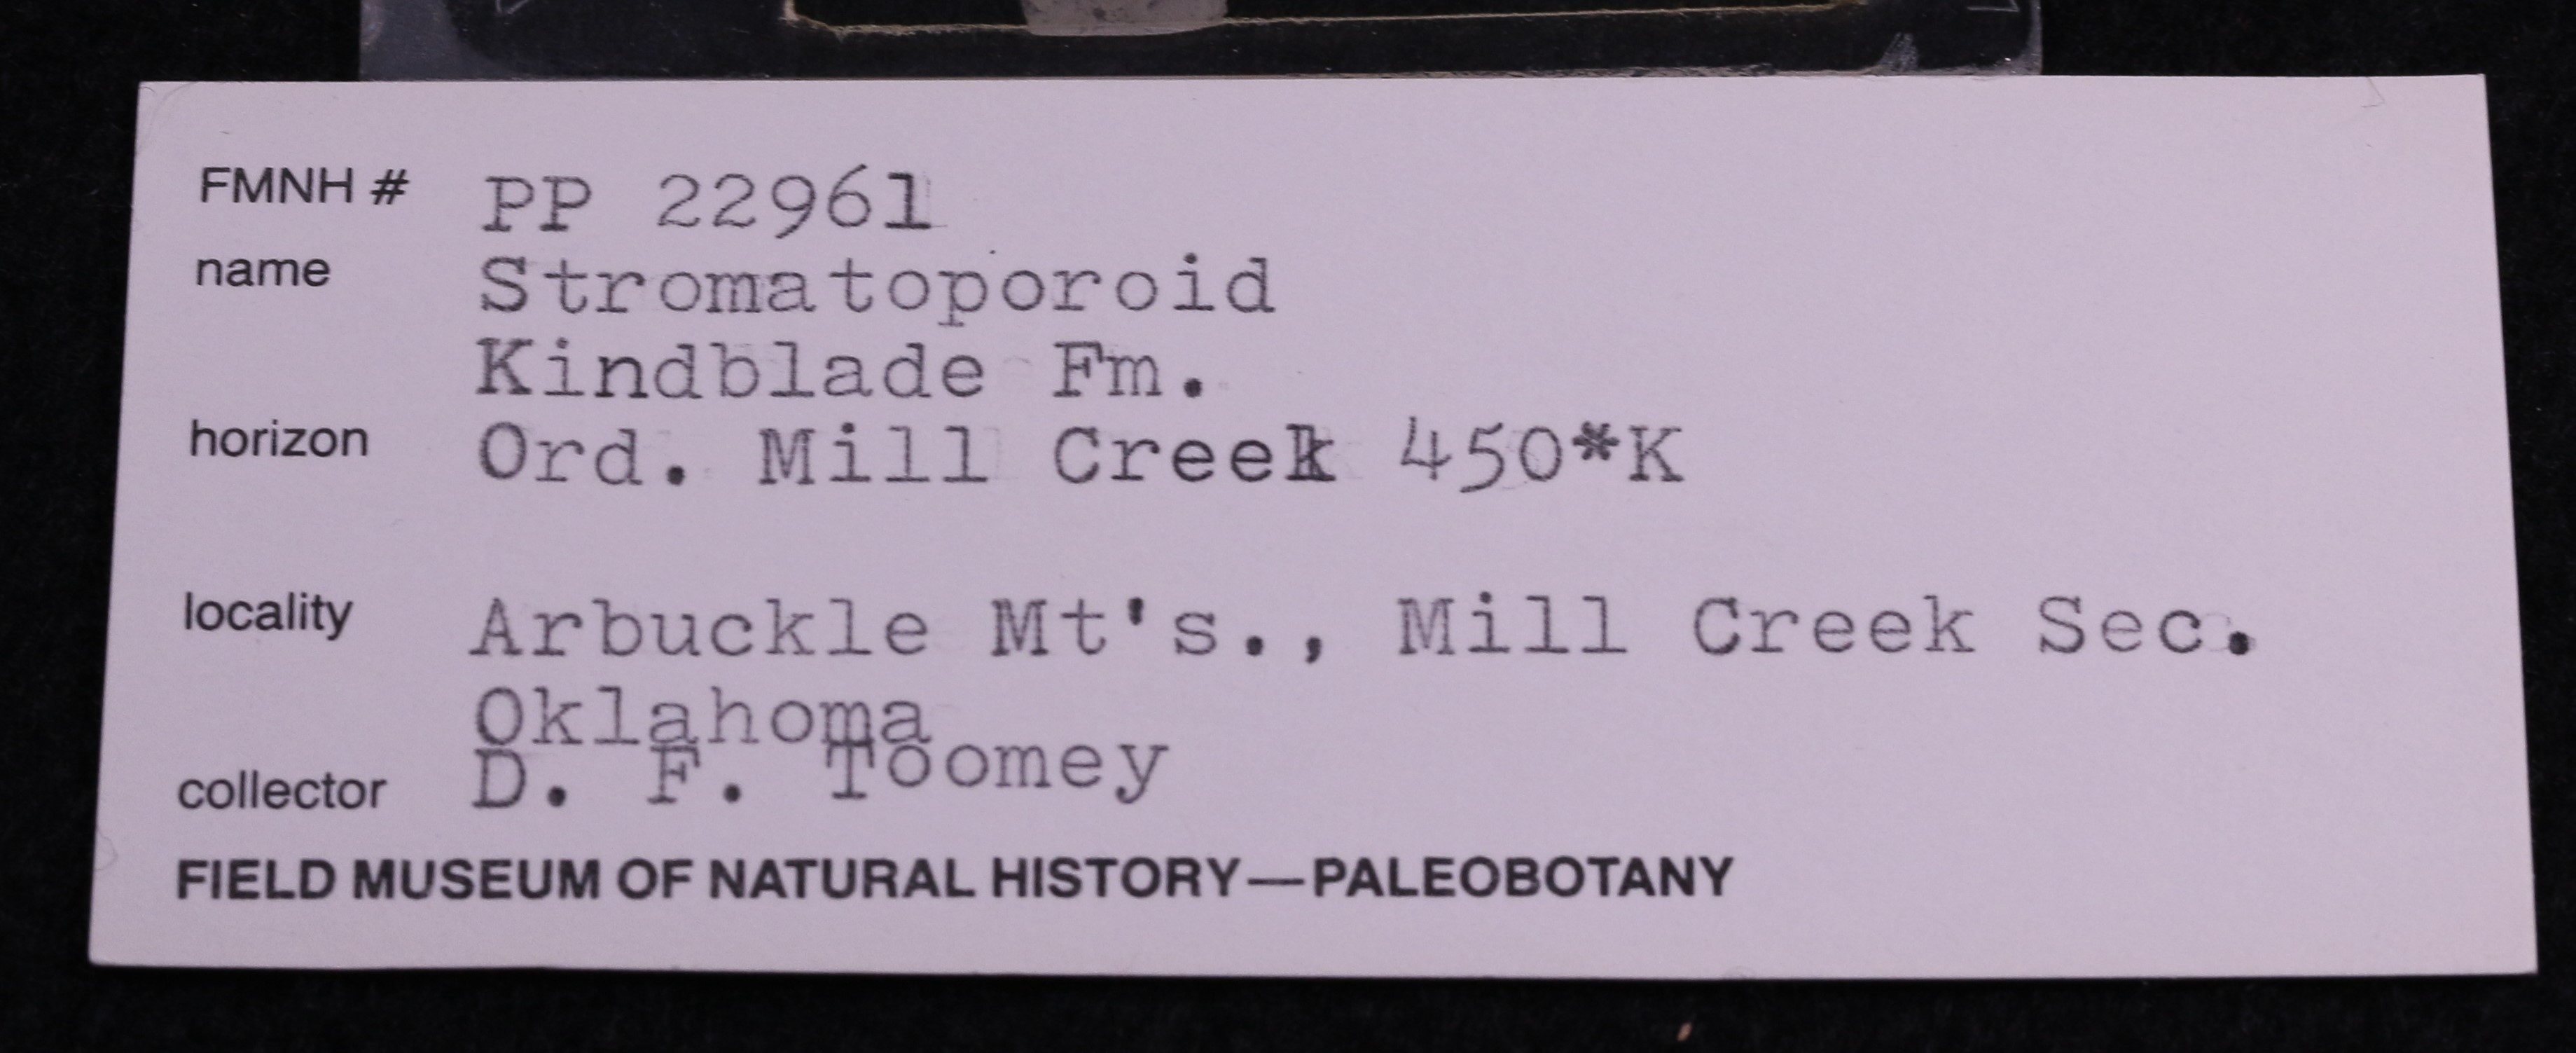 FMNH # PP 22961
name Stromatoporoid
Kindblade Fm.
horizon Ord. Mill Creek 450*K
locality Arbuckle Mt's., Mill Creek Sec.
Oklahoma
collector D. F. Toomey
FIELD MUSEUM OF NATURAL HISTORY—PALEOBOTANY